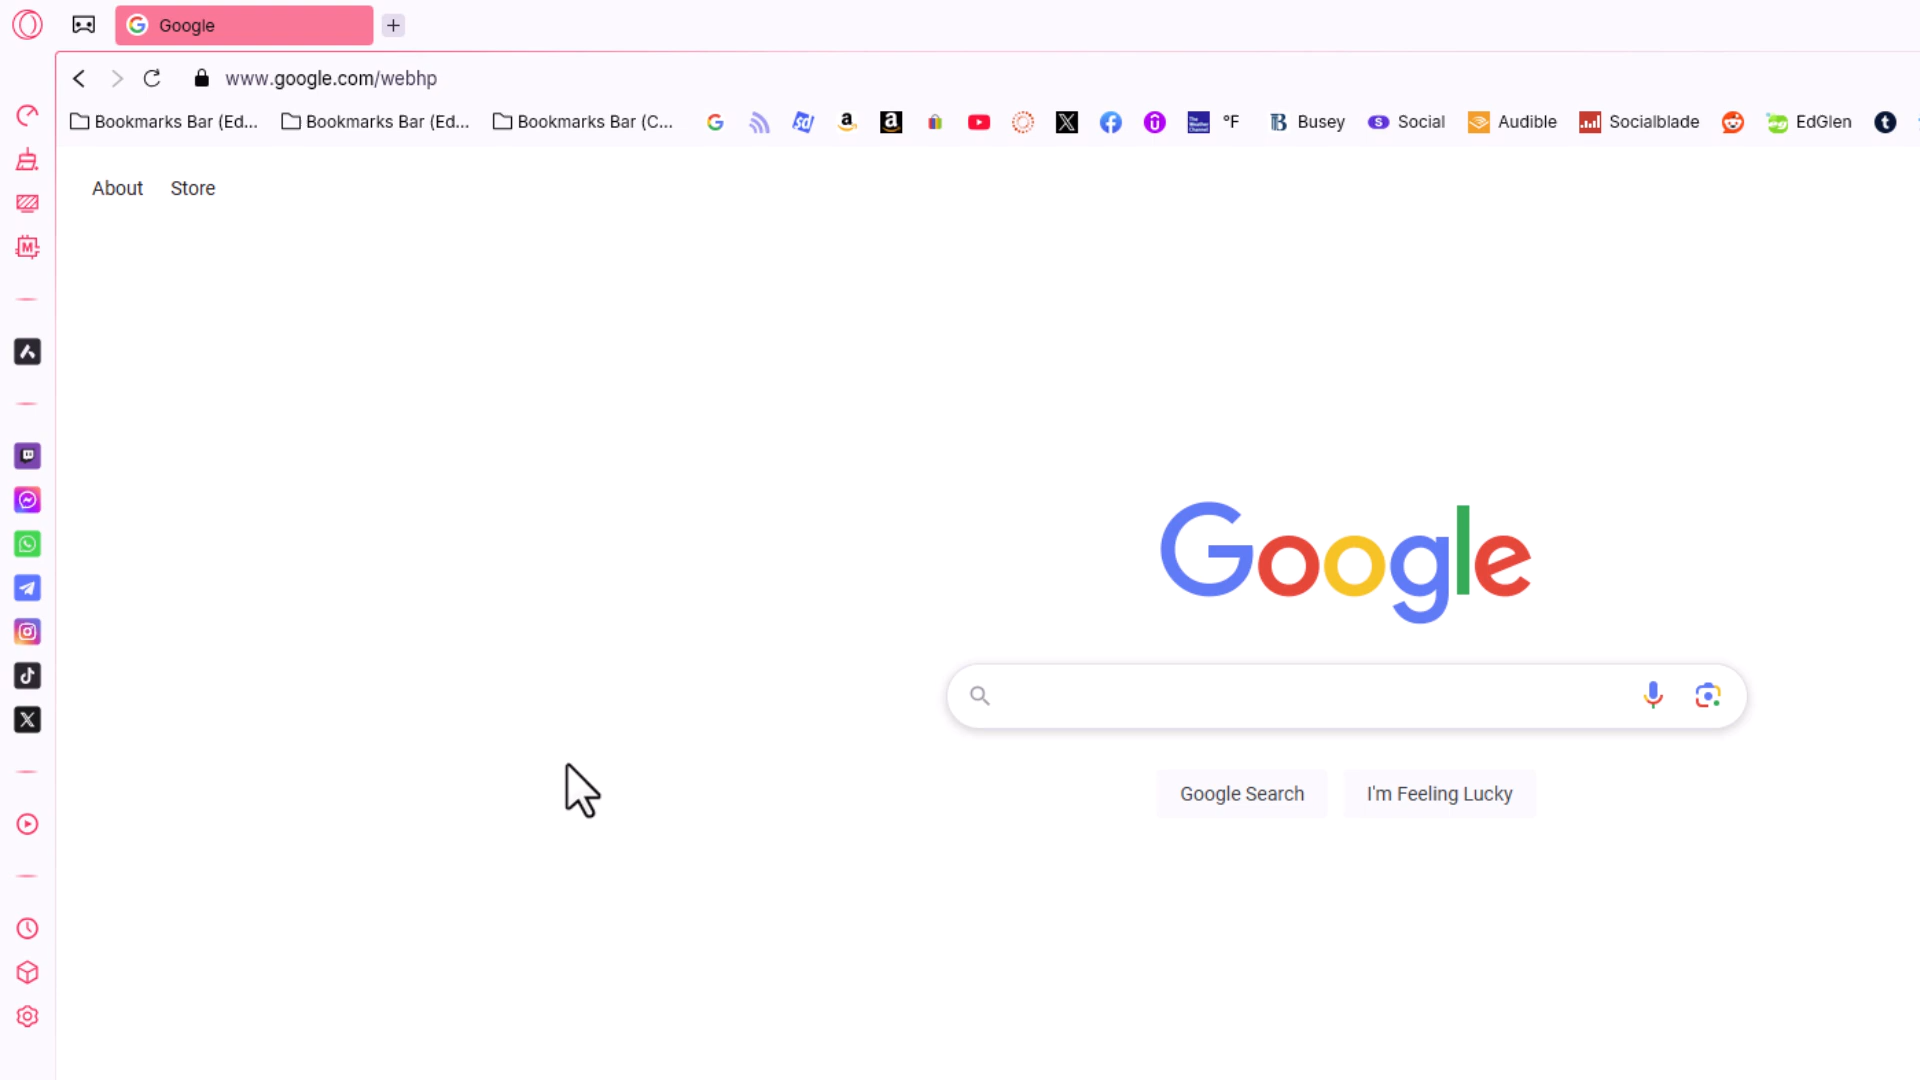 Google
www.google.com/webhp
Bookmarks Bar (Ed... Bookmarks Bar (Ed... Bookmarks Bar (C... °F Busey Social Audible Socialblade EdGlen
About Store
Google
Google Search I'm Feeling Lucky